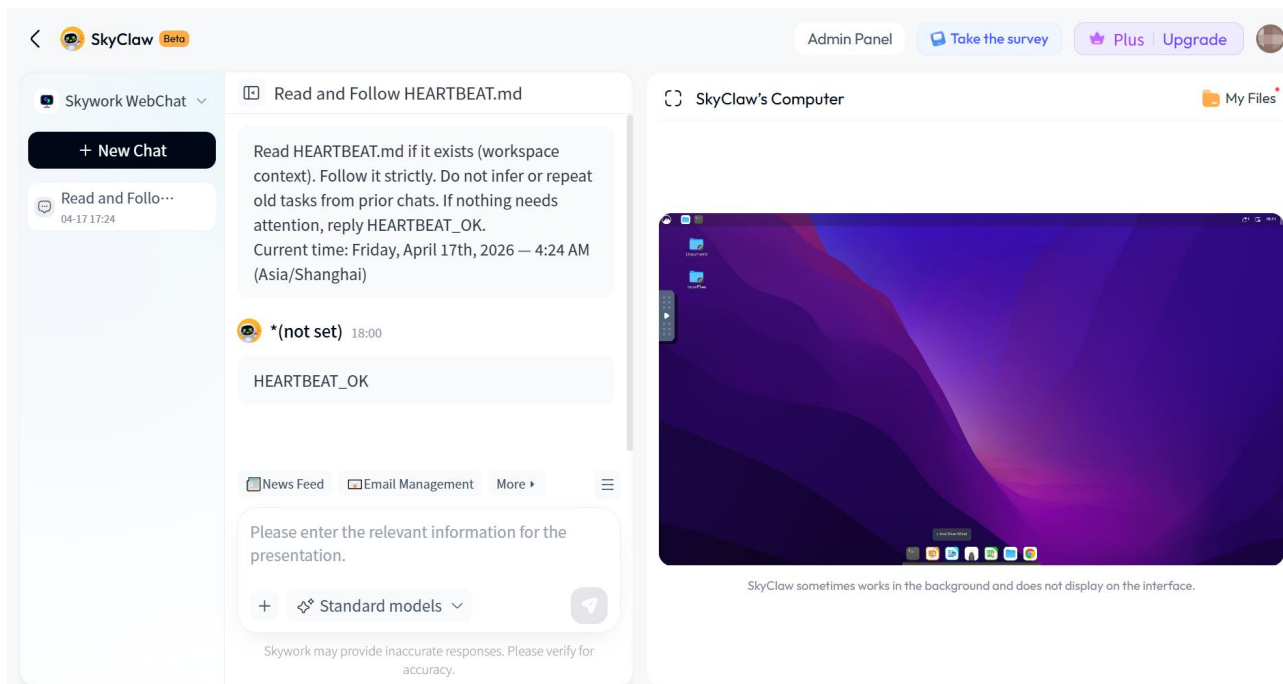 SkyClaw Beta
Admin Panel
Take the survey
Plus
Upgrade
Skywork WebChat
+ New Chat
Read and Follo···
04-17 17:24
Read and Follow HEARTBEAT.md
Read HEARTBEAT.md if it exists (workspace
context). Follow it strictly. Do not infer or repeat
old tasks from prior chats. If nothing needs
attention, reply HEARTBEAT_OK.
Current time: Friday, April 17th, 2026 — 4:24 AM
(Asia/Shanghai)
*(not set) 18:00
HEARTBEAT_OK
News Feed
Email Management
More
Please enter the relevant information for the
presentation.
Standard models
Skywork may provide inaccurate responses. Please verify for
accuracy.
SkyClaw's Computer
My Files
SkyClaw sometimes works in the background and does not display on the interface.